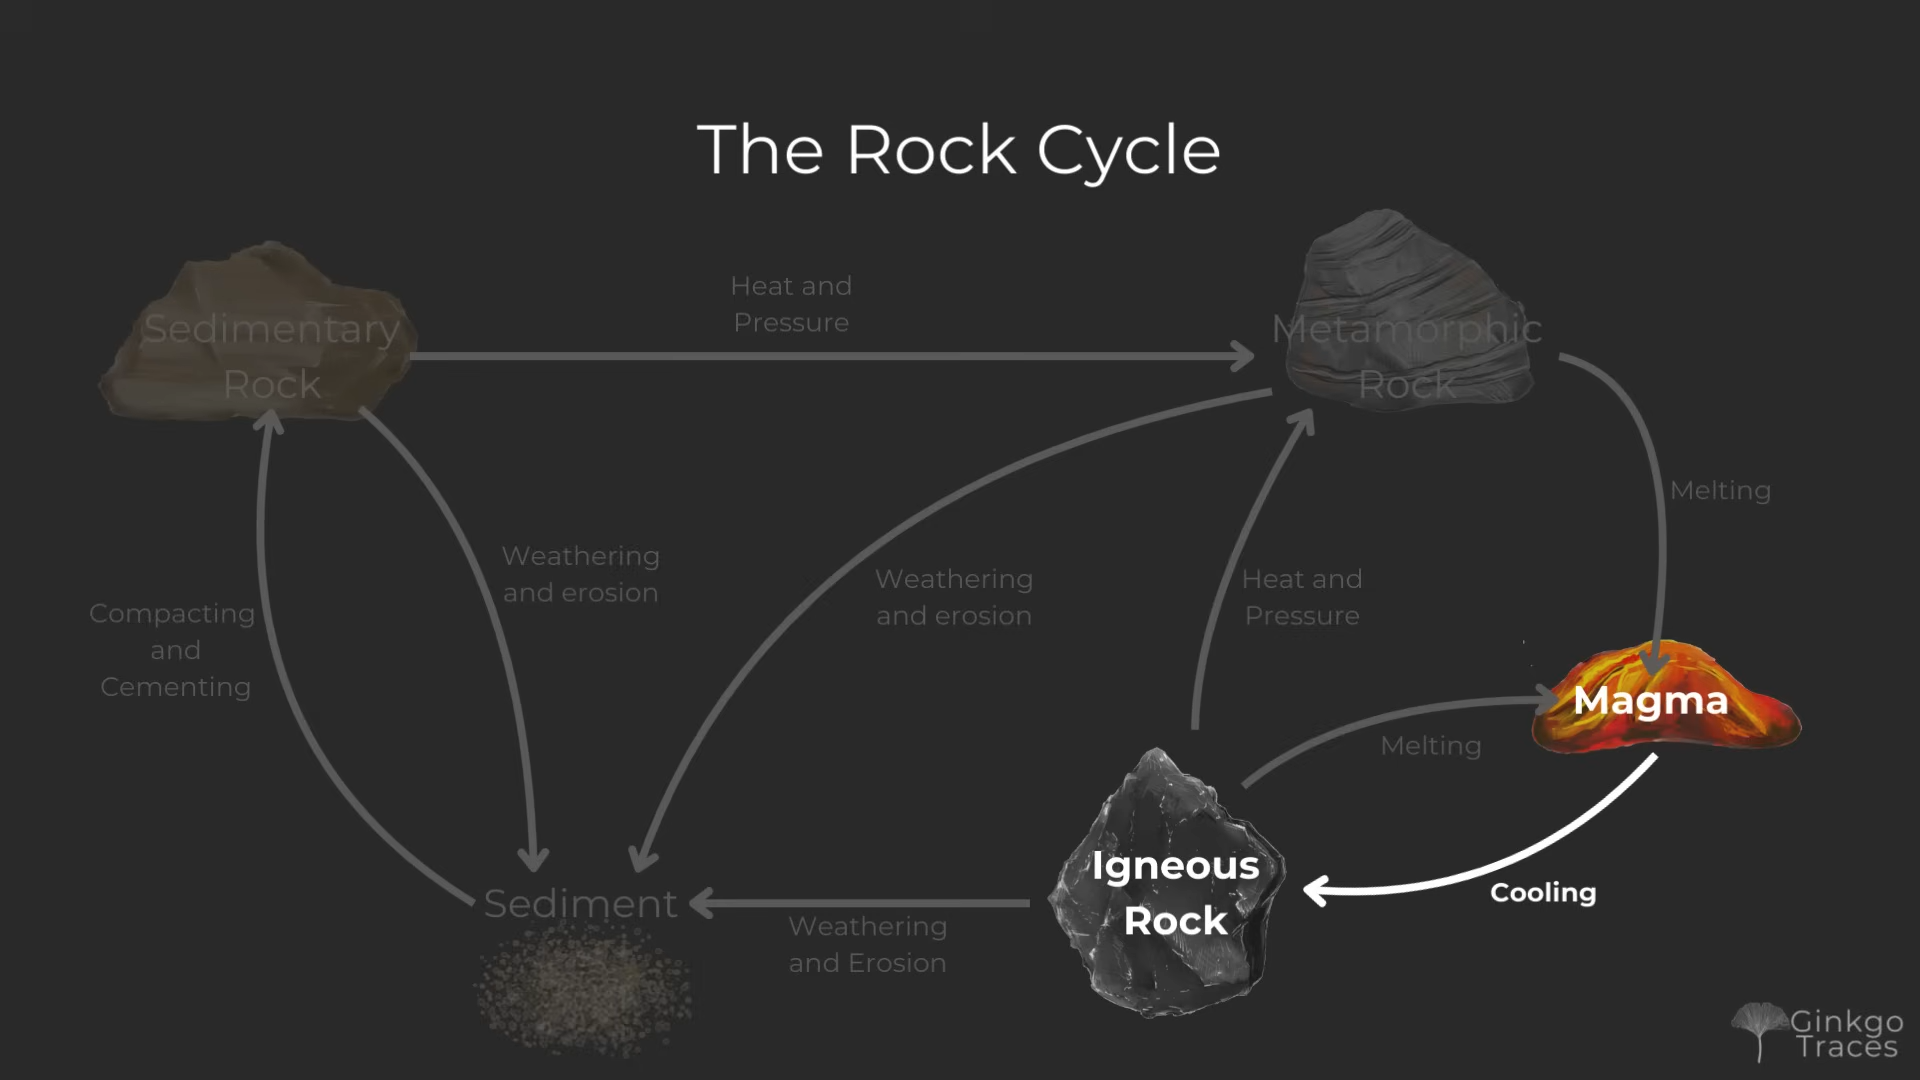 The Rock Cycle
Heat and
Pressure
Sedimentary
Rock
Metamorphic
Rock
Melting
Weathering
and erosion
Weathering
and erosion
Heat and
Pressure
Compacting
and
Cementing
Magma
Melting
Igneous
Rock
Cooling
Sediment
Weathering
and Erosion
Ginkgo
Traces